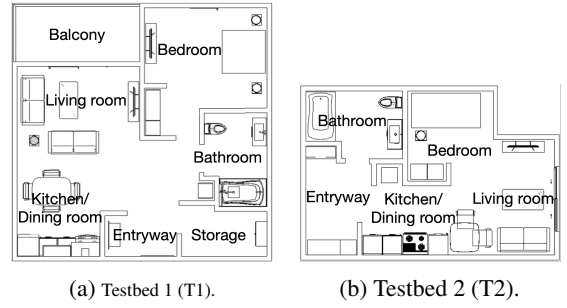 Balcony
Bedroom
Living room
Bathroom
Kitchen/
Dining room
Entryway
Storage
(a) Testbed 1 (T1).
Bathroom
Bedroom
Entryway
Kitchen/
Dining room
Living room
(b) Testbed 2 (T2).